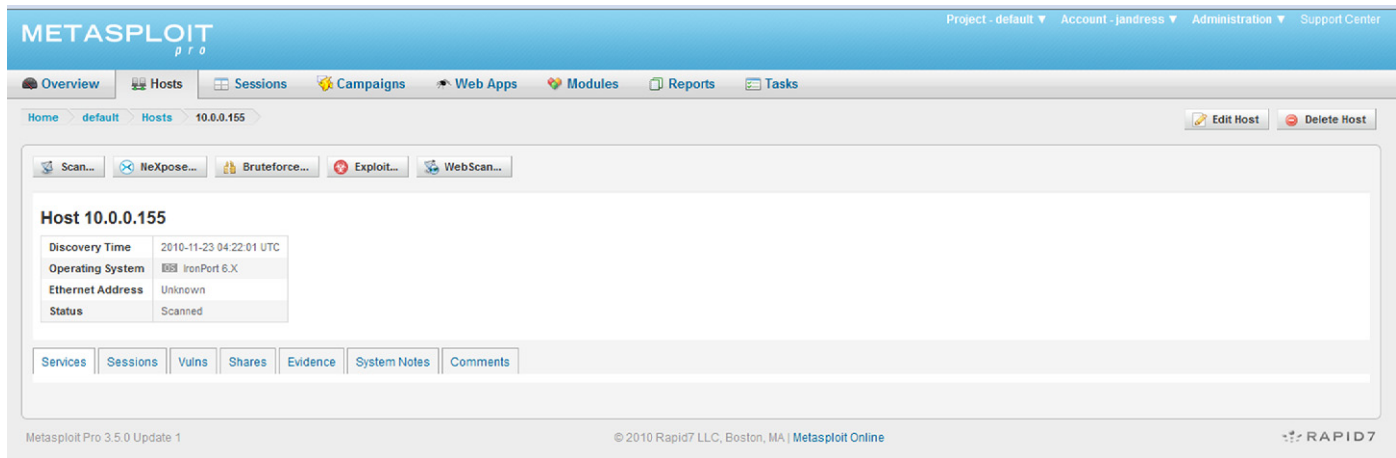 METASPLOIT
pro
Project - default ▼ Account - jandress ▼ Administration ▼ Support Center
Overview Hosts Sessions Campaigns Web Apps Modules Reports Tasks
Home default Hosts 10.0.0.155
Edit Host Delete Host
Scan... NeXpose... Bruteforce... Exploit... WebScan...
Host 10.0.0.155
Discovery Time 2010-11-23 04:22:01 UTC
Operating System OS IronPort 6.X
Ethernet Address Unknown
Status Scanned
Services Sessions Vulns Shares Evidence System Notes Comments
Metasploit Pro 3.5.0 Update 1
© 2010 Rapid7 LLC, Boston, MA | Metasploit Online
RAPID7